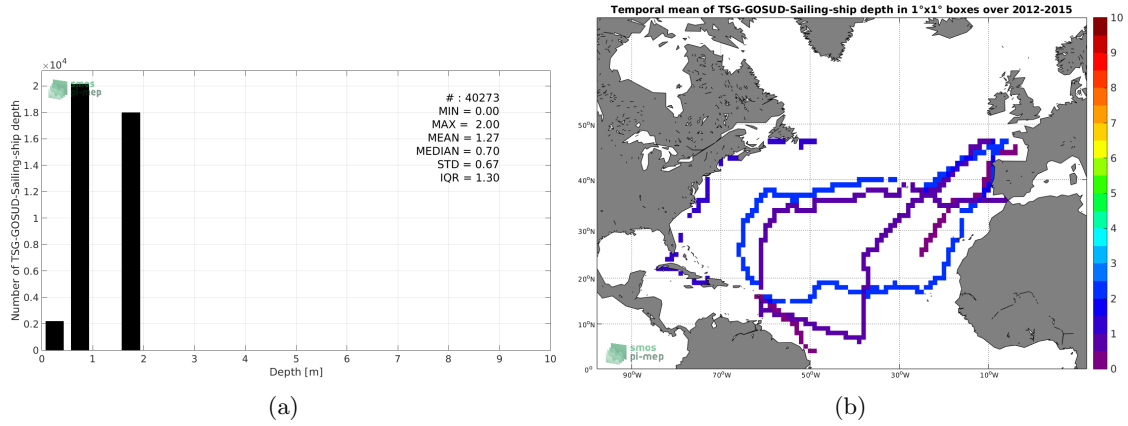 ×10⁴
smos
pi-mep
# : 40273
MIN = 0.00
MAX = 2.00
MEAN = 1.27
MEDIAN = 0.70
STD = 0.67
IQR = 1.30
Number of TSG-GOSUD-Sailing-ship depth
2
1.8
1.6
1.4
1.2
1
0.8
0.6
0.4
0.2
0
0 1 2 3 4 5 6 7 8 9 10
Depth [m]
(a)
Temporal mean of TSG-GOSUD-Sailing-ship depth in 1°x1° boxes over 2012-2015
50°N
40°N
30°N
20°N
10°N
0°
90°W 70°W 50°W 30°W 10°W
smos
pi-mep
10
9
8
7
6
5
4
3
2
1
0
(b)